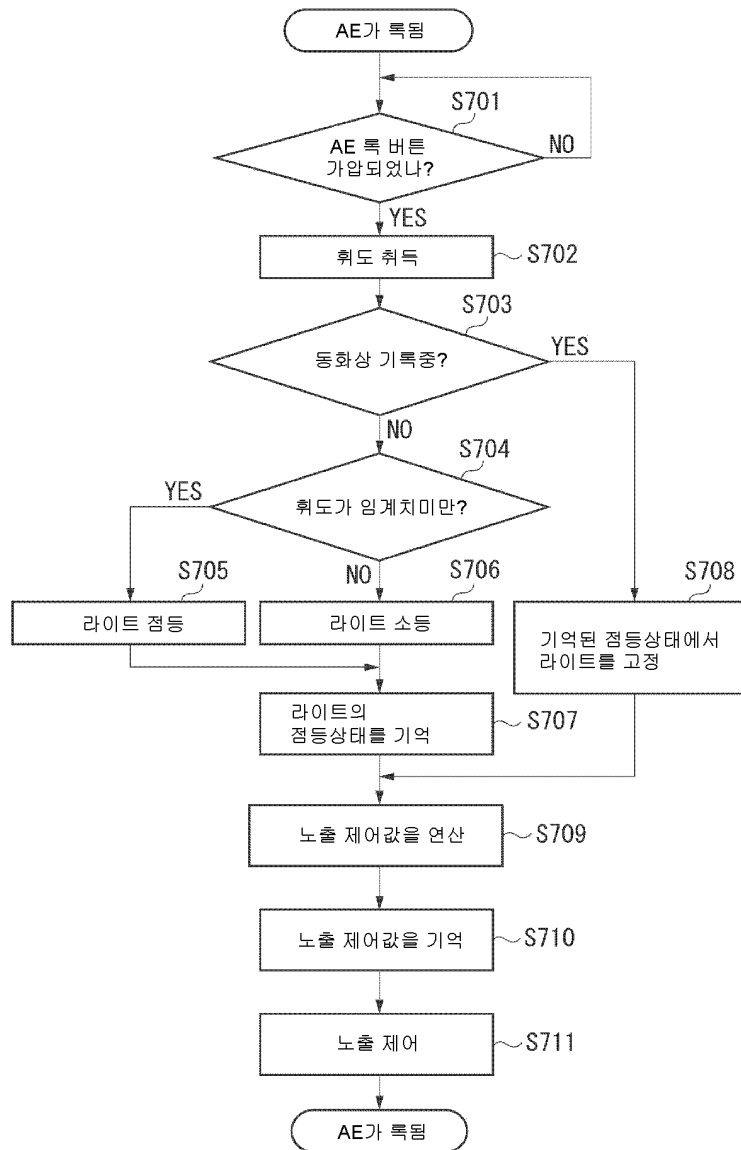 AE가 록됨
S701
AE 록 버튼
가압되었나?
NO
YES
휘도 취득
S702
S703
동화상 기록중?
YES
NO
S704
휘도가 임계치미만?
YES
NO
S705
라이트 점등
S706
라이트 소등
S708
기억된 점등상태에서
라이트를 고정
라이트의
점등상태를 기억
S707
노출 제어값을 연산
S709
노출 제어값을 기억
S710
노출 제어
S711
AE가 록됨